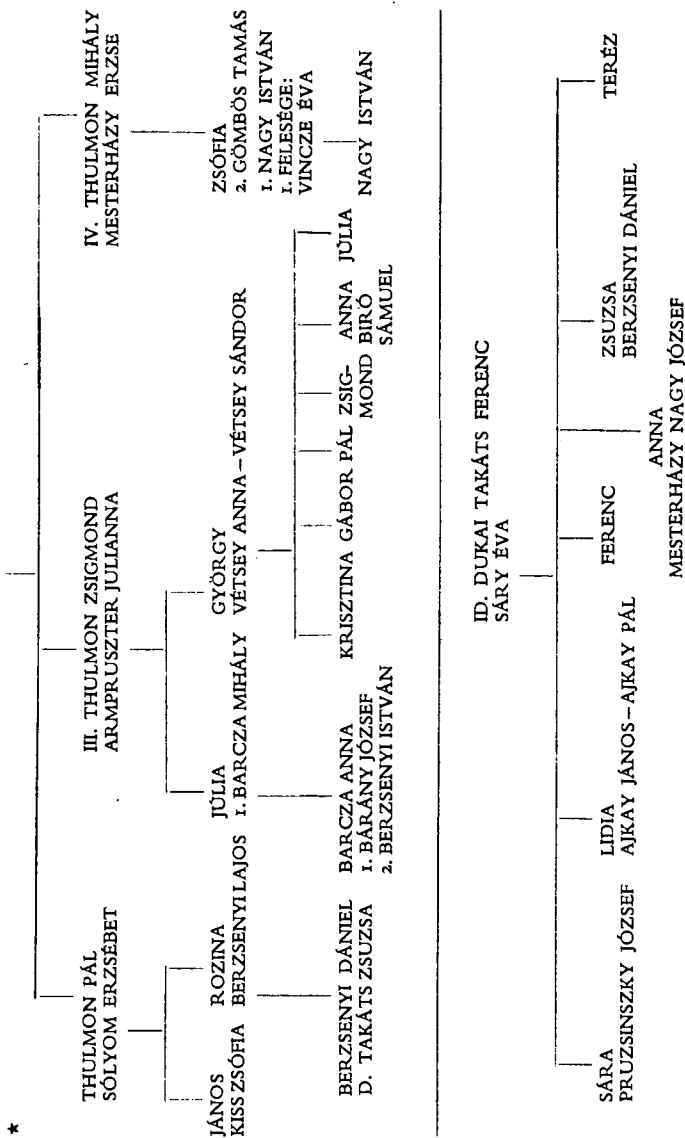 *
THULMON PÁL
SÓLYOM ERZSÉBET
III. THULMON ZSIGMOND
ARMPRUSZTER JULIANNA
IV. THULMON MIHÁLY
MESTERHÁZY ERZSE
JÁNOS
KISS ZSÓFIA
ROZINA
BERZSENYI LAJOS
JÚLIA
1. BARCZA MIHÁLY
GYÖRGY
VÉTSEY ANNA–VÉTSEY SÁNDOR
ZSÓFIA
2. GÖMBÖS TAMÁS
1. NAGY ISTVÁN
1. FELESÉGE:
VINCZE ÉVA
BERZSENYI DÁNIEL
D. TAKÁTS ZSUZSA
BARCZA ANNA
1. BÁRÁNY JÓZSEF
2. BERZSENYI ISTVÁN
KRISZTINA
GÁBOR
PÁL
ZSIG-
MOND
ANNA
BIRÓ
SÁMUEL
JÚLIA
NAGY ISTVÁN
ID. DUKAI TAKÁTS FERENC
SÁRY ÉVA
SÁRA
PRUZSINSZKY JÓZSEF
LIDIA
AJKAY JÁNOS–AJKAY PÁL
FERENC
ANNA
MESTERHÁZY NAGY JÓZSEF
ZSUZSA
BERZSENYI DÁNIEL
TERÉZ